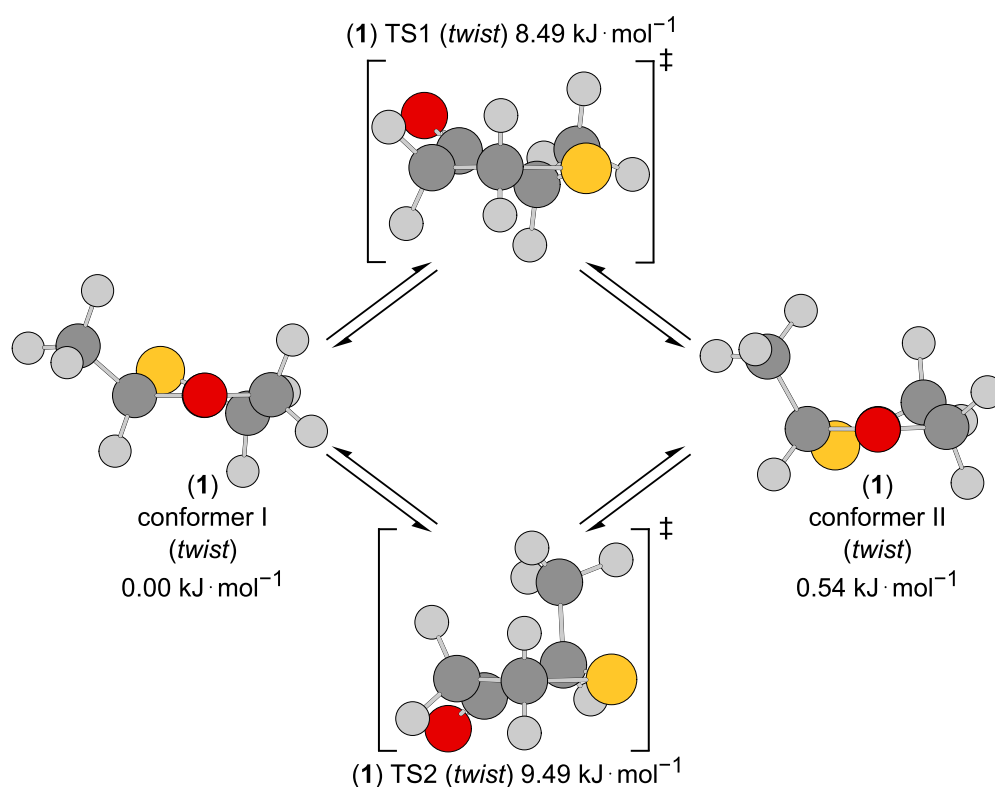 (1) TS1 (twist) 8.49 kJ·mol⁻¹
‡
(1)
conformer I
(twist)
0.00 kJ·mol⁻¹
(1)
conformer II
(twist)
0.54 kJ·mol⁻¹
‡
(1) TS2 (twist) 9.49 kJ·mol⁻¹